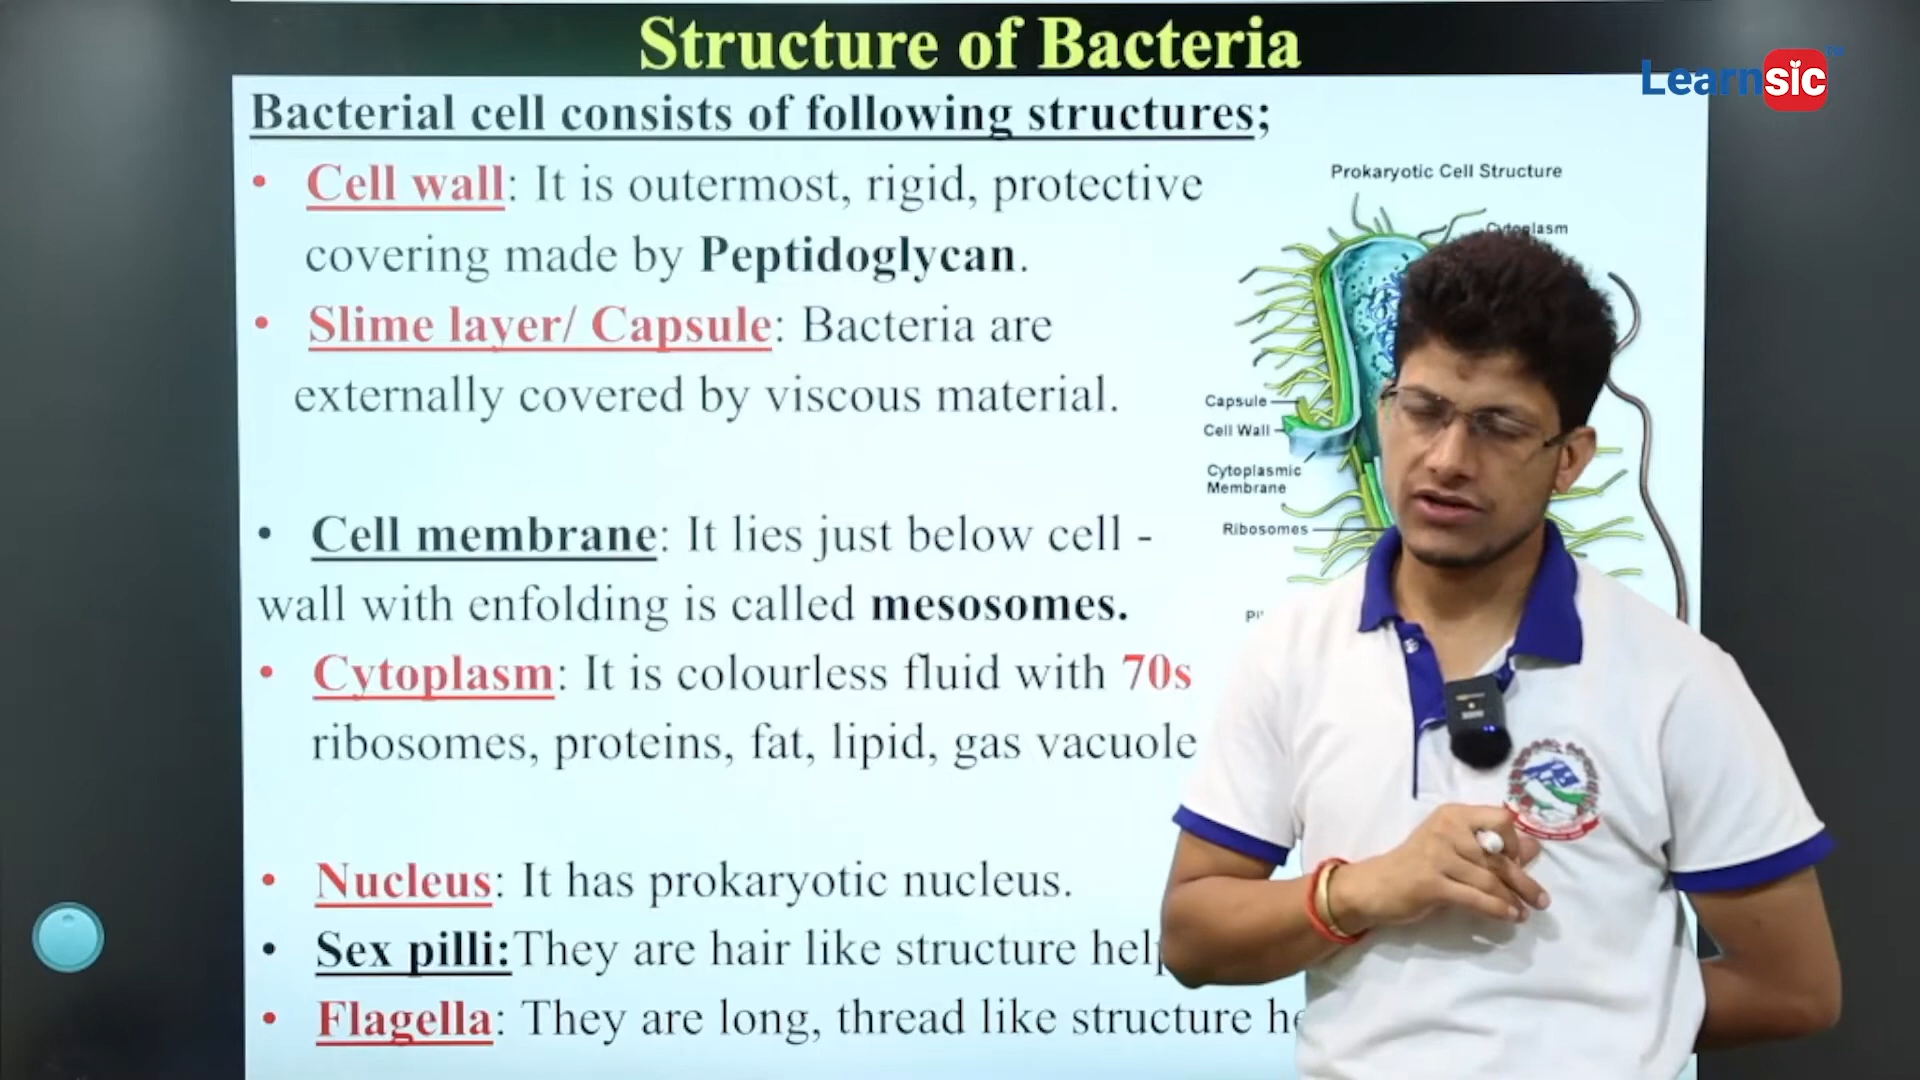 Structure of Bacteria
Learnsic
TM
Bacterial cell consists of following structures;
• Cell wall: It is outermost, rigid, protective
covering made by Peptidoglycan.
• Slime layer/ Capsule: Bacteria are
externally covered by viscous material.
• Cell membrane: It lies just below cell -
wall with enfolding is called mesosomes.
• Cytoplasm: It is colourless fluid with 70s
ribosomes, proteins, fat, lipid, gas vacuole
• Nucleus: It has prokaryotic nucleus.
• Sex pilli:They are hair like structure
• Flagella: They are long, thread like structure
Prokaryotic Cell Structure
Cytoplasm
Capsule
Cell Wall
Cytoplasmic
Membrane
Ribosomes